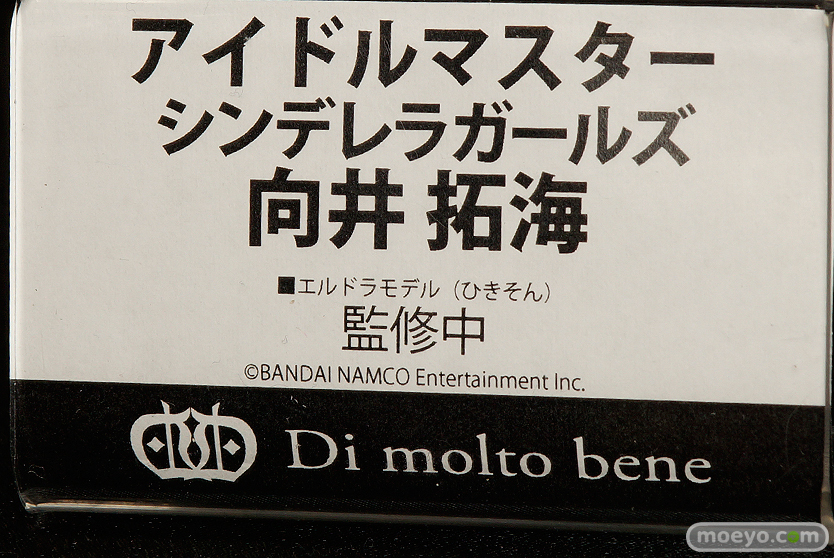 アイドルマスター
シンデレラガールズ
向井 拓海
■エルドラモデル（ひきそん）
監修中
©BANDAI NAMCO Entertainment Inc.
Di molto bene
moeyo.com